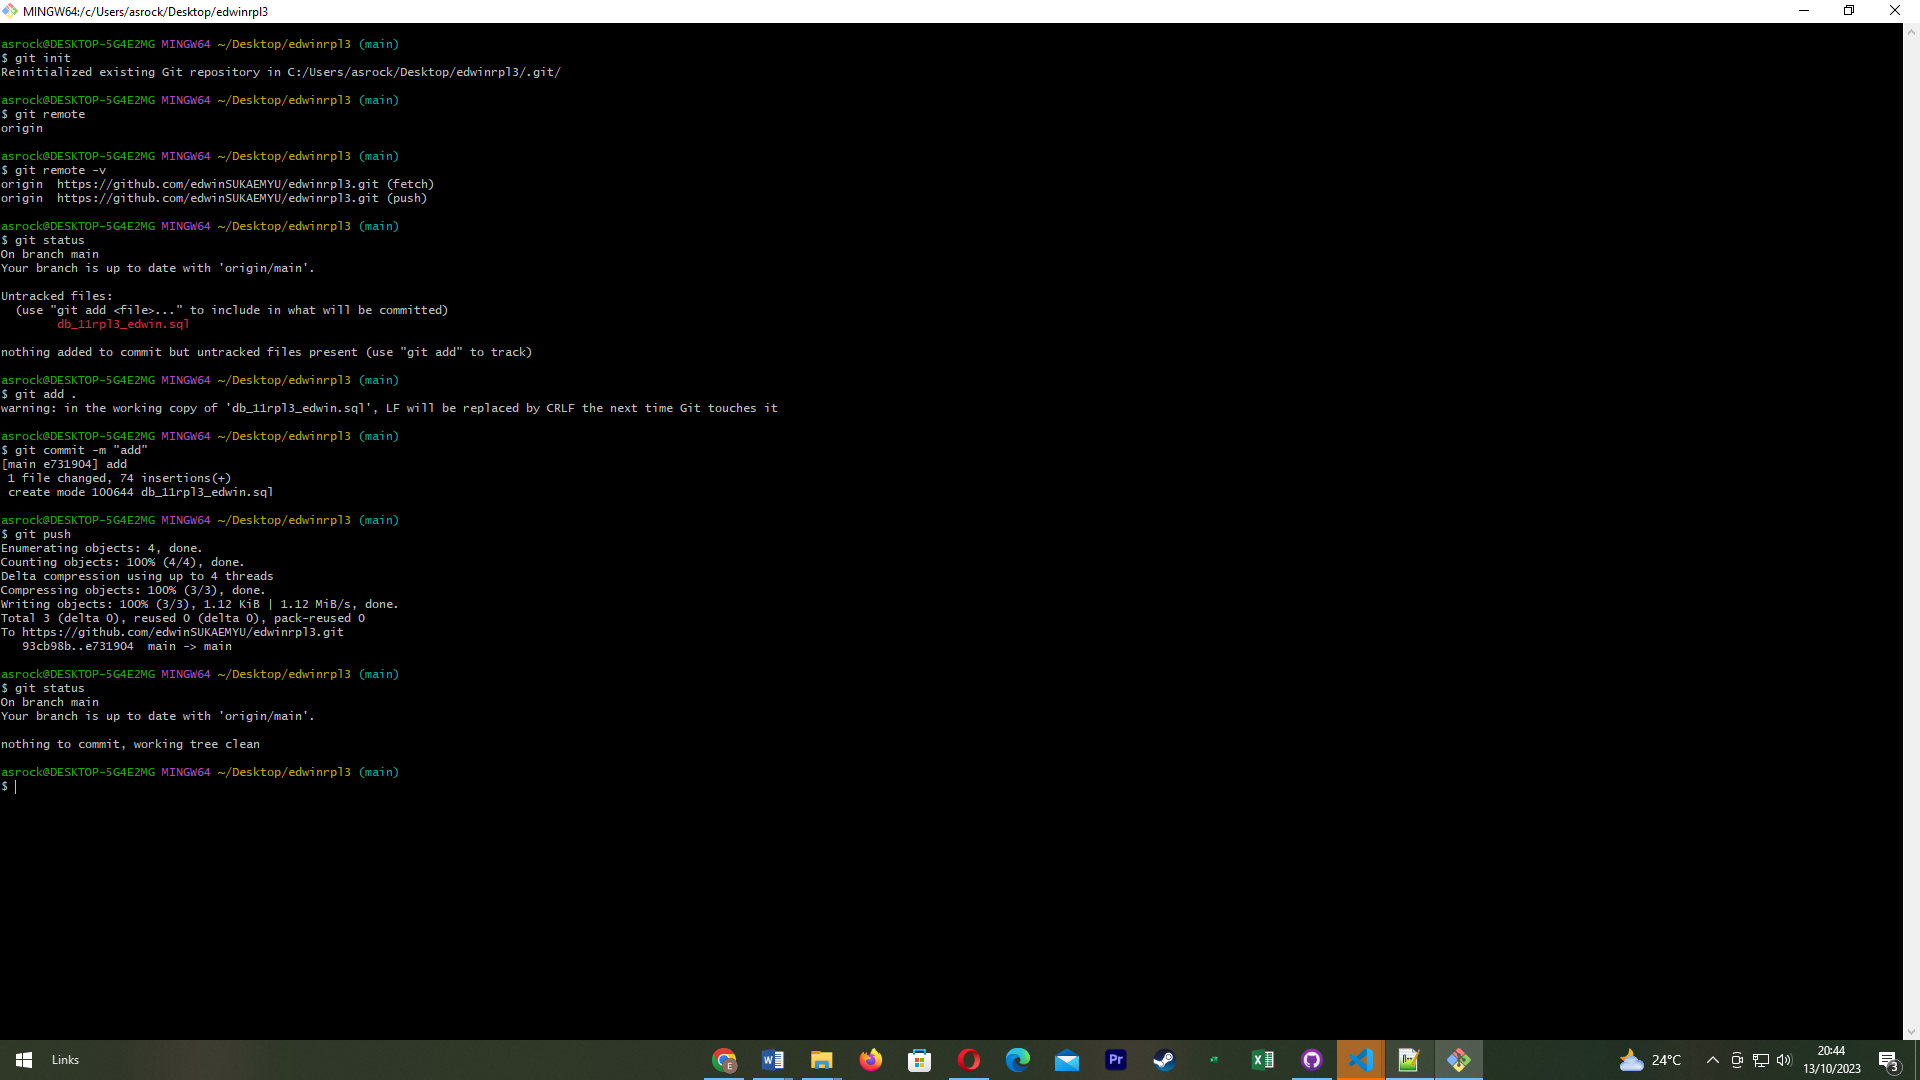 MINGW64:/c/Users/asrock/Desktop/edwinrpl3
asrock@DESKTOP-5G4E2MG MINGW64 ~/Desktop/edwinrpl3 (main)
$ git init
Reinitialized existing Git repository in C:/Users/asrock/Desktop/edwinrpl3/.git/
asrock@DESKTOP-5G4E2MG MINGW64 ~/Desktop/edwinrpl3 (main)
$ git remote
origin
asrock@DESKTOP-5G4E2MG MINGW64 ~/Desktop/edwinrpl3 (main)
$ git remote -v
origin  https://github.com/edwinSUKAEMYU/edwinrpl3.git (fetch)
origin  https://github.com/edwinSUKAEMYU/edwinrpl3.git (push)
asrock@DESKTOP-5G4E2MG MINGW64 ~/Desktop/edwinrpl3 (main)
$ git status
On branch main
Your branch is up to date with 'origin/main'.
Untracked files:
  (use "git add <file>..." to include in what will be committed)
        db_11rpl3_edwin.sql
nothing added to commit but untracked files present (use "git add" to track)
asrock@DESKTOP-5G4E2MG MINGW64 ~/Desktop/edwinrpl3 (main)
$ git add .
warning: in the working copy of 'db_11rpl3_edwin.sql', LF will be replaced by CRLF the next time Git touches it
asrock@DESKTOP-5G4E2MG MINGW64 ~/Desktop/edwinrpl3 (main)
$ git commit -m "add"
[main e731904] add
 1 file changed, 74 insertions(+)
 create mode 100644 db_11rpl3_edwin.sql
asrock@DESKTOP-5G4E2MG MINGW64 ~/Desktop/edwinrpl3 (main)
$ git push
Enumerating objects: 4, done.
Counting objects: 100% (4/4), done.
Delta compression using up to 4 threads
Compressing objects: 100% (3/3), done.
Writing objects: 100% (3/3), 1.12 KiB | 1.12 MiB/s, done.
Total 3 (delta 0), reused 0 (delta 0), pack-reused 0
To https://github.com/edwinSUKAEMYU/edwinrpl3.git
   93cb98b..e731904  main -> main
asrock@DESKTOP-5G4E2MG MINGW64 ~/Desktop/edwinrpl3 (main)
$ git status
On branch main
Your branch is up to date with 'origin/main'.
nothing to commit, working tree clean
asrock@DESKTOP-5G4E2MG MINGW64 ~/Desktop/edwinrpl3 (main)
$
Links
E
W
Pr
X
24°C
20:44
13/10/2023
3